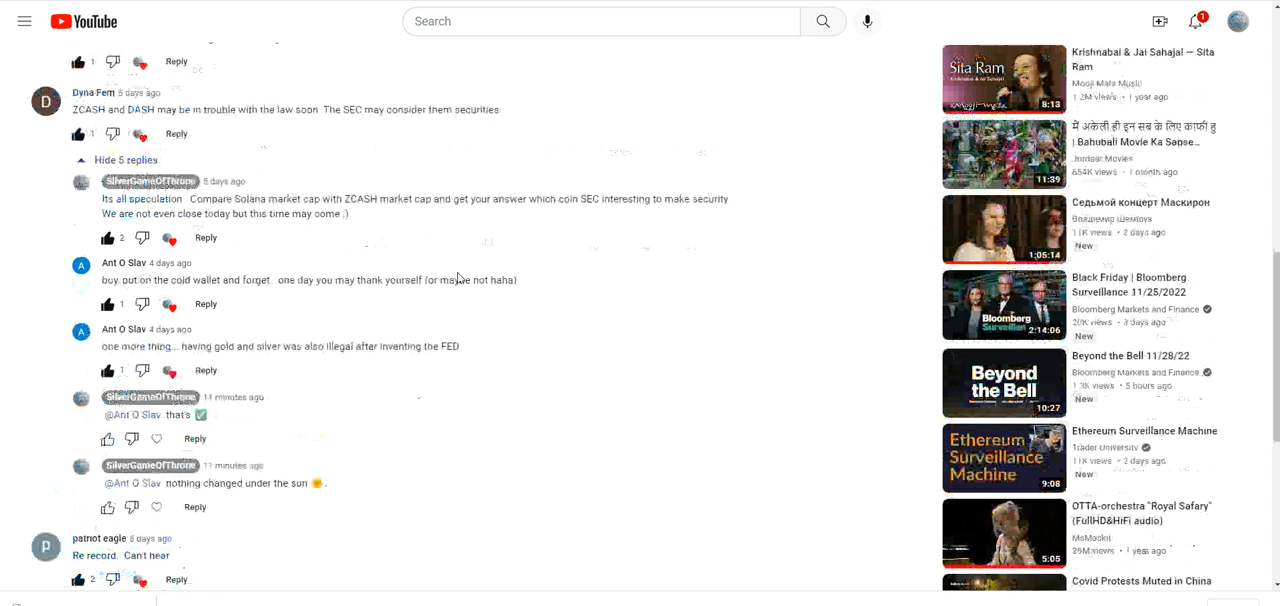 YouTube
Search
1
1
Reply
D
Dyna Fem 5 days ago
ZCASH and DASH may be in trouble with the law soon The SEC may consider them securities
1
Reply
Hide 5 replies
SilverGameOfThrone 5 days ago
Its all speculation Compare Solana market cap with ZCASH market cap and get your answer which coin SEC interesting to make security
We are not even close today but this time may come :)
2
Reply
A
Ant O Slav 4 days ago
buy, put on the cold wallet and forget. one day you may thank yourself (or maybe not haha)
1
Reply
A
Ant O Slav 4 days ago
one more thing... having gold and silver was also illegal after inventing the FED
1
Reply
SilverGameOfThrone 11 minutes ago
@Ant O Slav that's ✅
Reply
SilverGameOfThrone 11 minutes ago
@Ant O Slav nothing changed under the sun 🌞 .
Reply
p
patriot eagle 6 days ago
Re record. Can't hear
2
Reply
Sita Ram
8:13
Krishnabai & Jai Sahajal – Sita
Ram
Mooji Mala Music
1.2M views • 1 year ago
11:39
में अकेली ही इन सब के लिए काफी हु
| Bahubali Movie Ka Sabse...
Jordaar Movies
654K views • 1 month ago
1:05:14
Седьмой концерт Маскирон
Владимир
11K views • 2 days ago
New
Bloomberg
Surveillan
2:14:06
Black Friday | Bloomberg
Surveillance 11/25/2022
Bloomberg Markets and Finance
20K views • 3 days ago
New
Beyond
the Bell
10:27
Beyond the Bell 11/28/22
Bloomberg Markets and Finance
1.3K views • 5 hours ago
New
Ethereum
Surveillance
Machine
9:08
Ethereum Surveillance Machine
Trader University
11K views • 2 days ago
New
5:05
OTTA-orchestra "Royal Safary"
(FullHD&HiFi audio)
MsMackii
26M views • 1 year ago
Covid Protests Muted in China